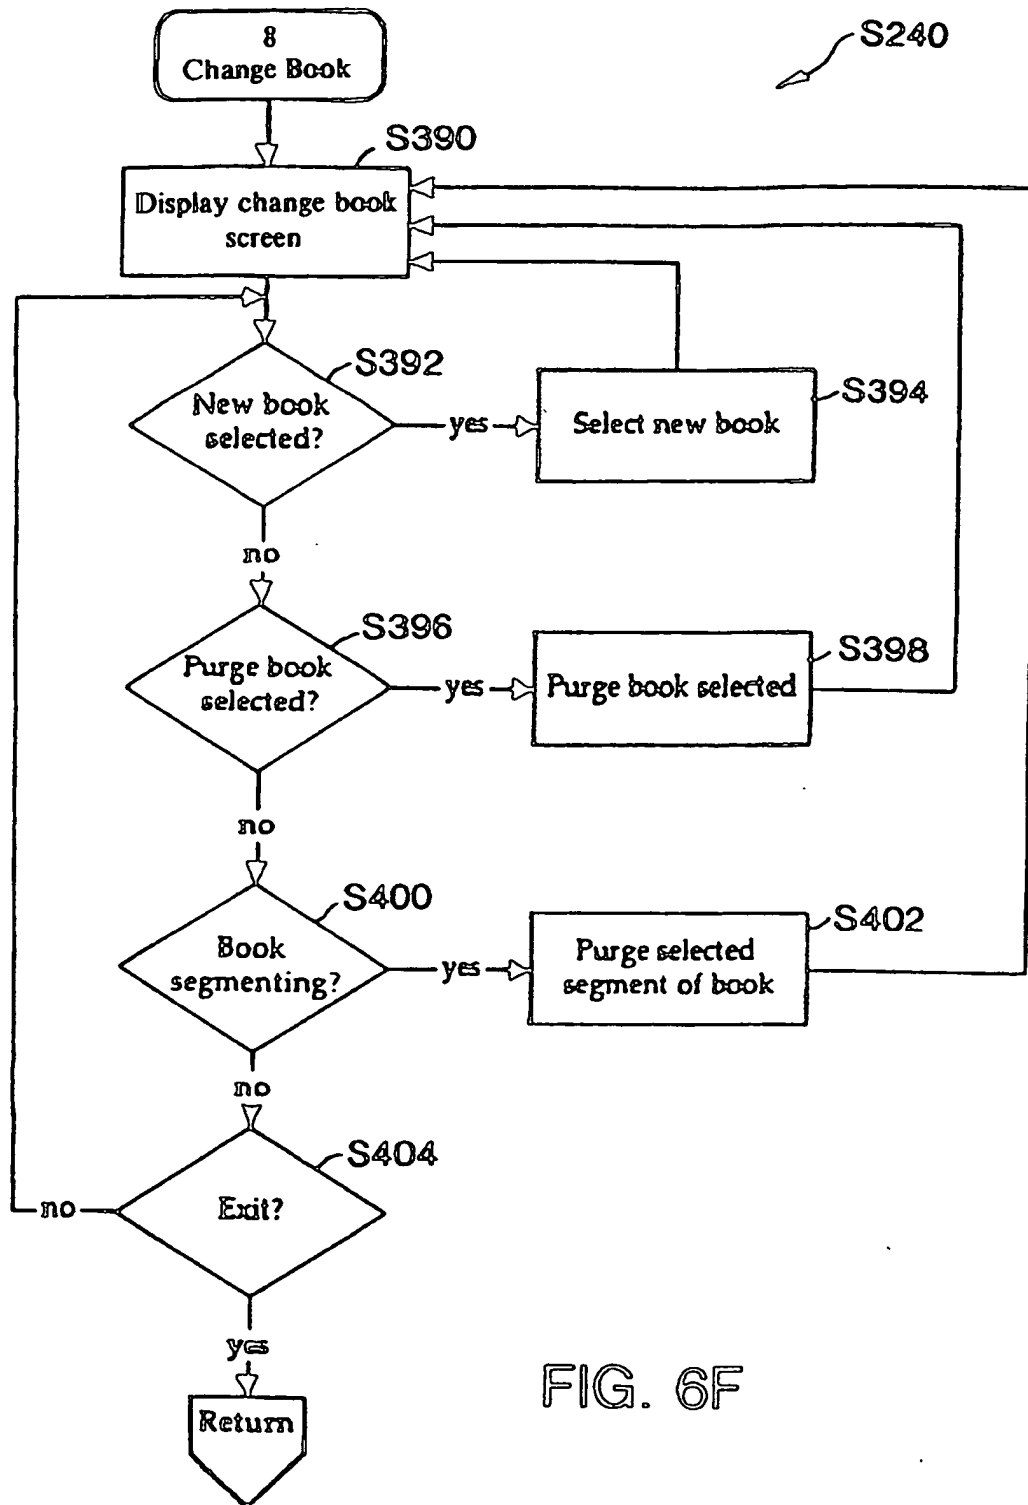 8
Change Book
S240
S390
Display change book
screen
S392
New book
selected?
yes
S394
Select new book
no
S396
Purge book
selected?
yes
S398
Purge book selected
no
S400
Book
segmenting?
yes
S402
Purge selected
segment of book
no
S404
Exit?
no
yes
Return
FIG. 6F